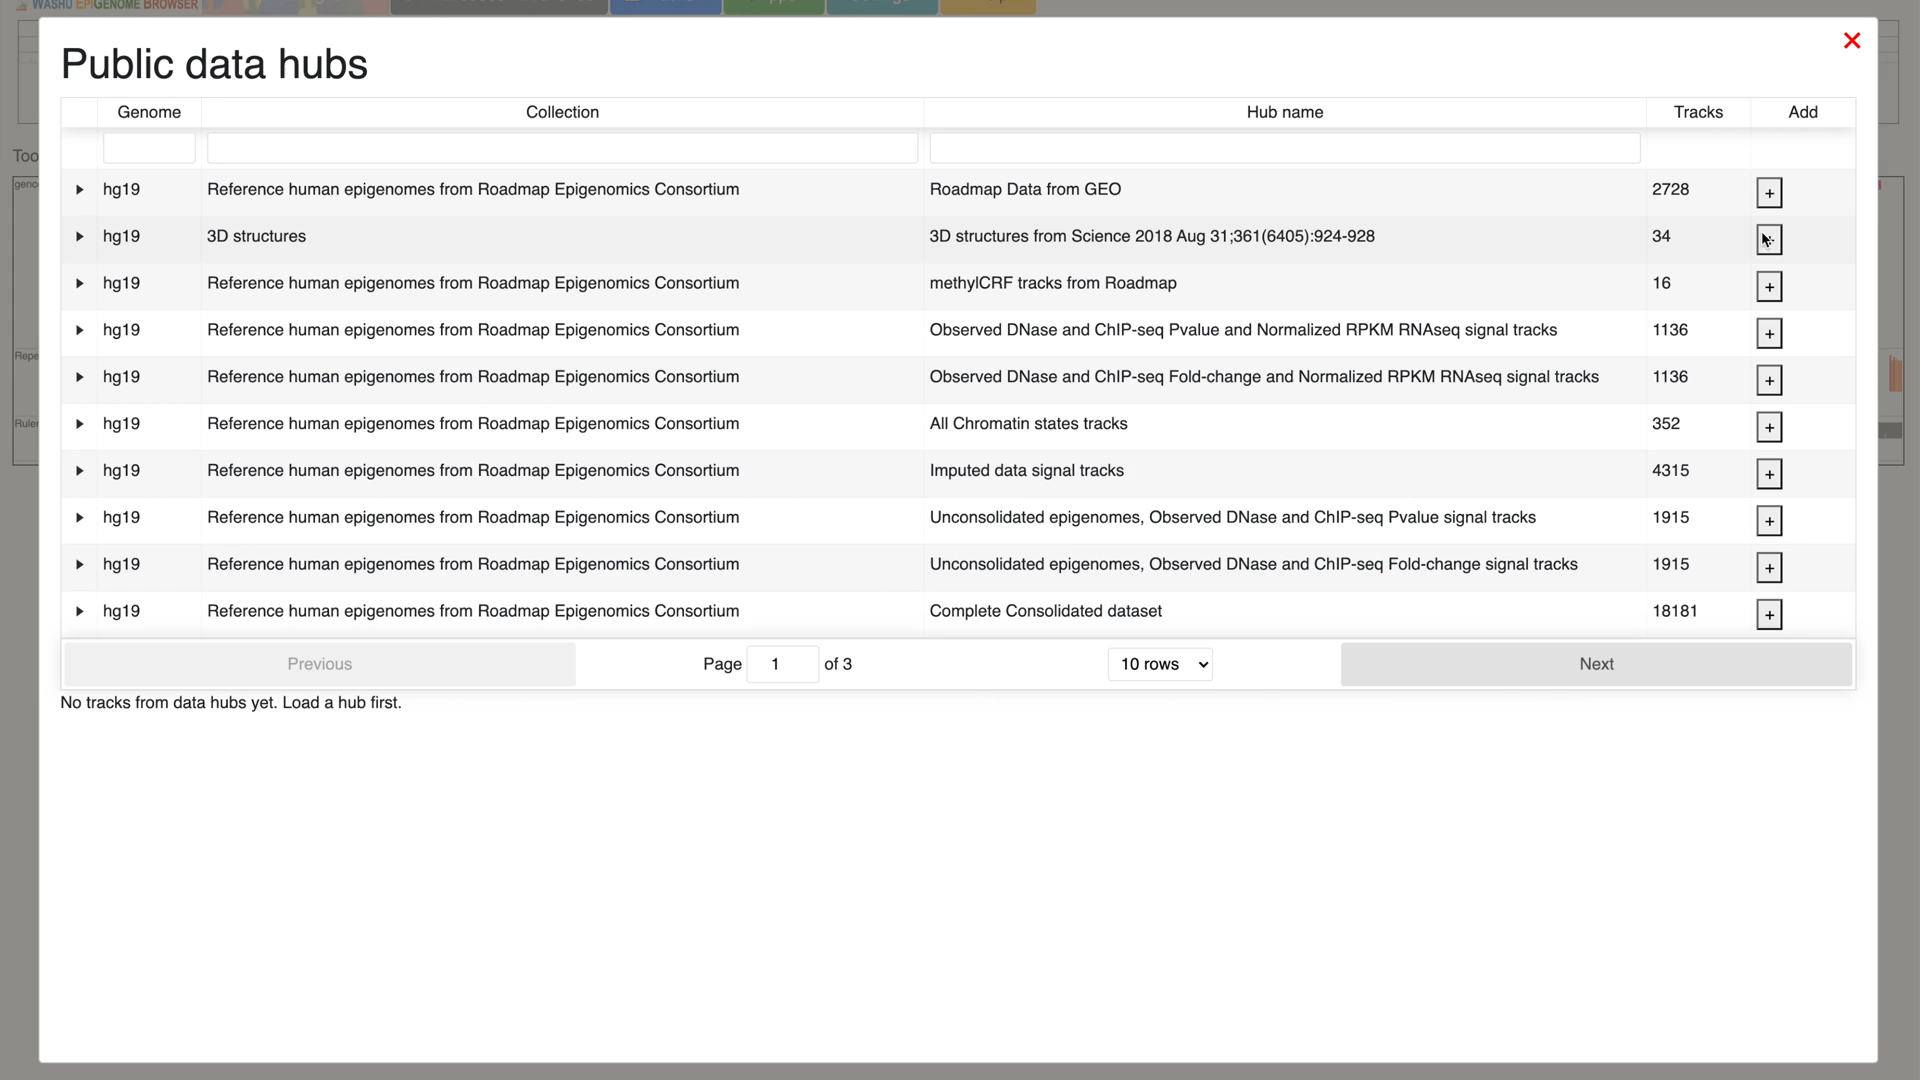 WASHU EPIGENOME BROWSER
Public data hubs
Genome Collection Hub name Tracks Add
hg19 Reference human epigenomes from Roadmap Epigenomics Consortium Roadmap Data from GEO 2728 +
hg19 3D structures 3D structures from Science 2018 Aug 31;361(6405):924-928 34
hg19 Reference human epigenomes from Roadmap Epigenomics Consortium methylCRF tracks from Roadmap 16 +
hg19 Reference human epigenomes from Roadmap Epigenomics Consortium Observed DNase and ChIP-seq Pvalue and Normalized RPKM RNAseq signal tracks 1136 +
hg19 Reference human epigenomes from Roadmap Epigenomics Consortium Observed DNase and ChIP-seq Fold-change and Normalized RPKM RNAseq signal tracks 1136 +
hg19 Reference human epigenomes from Roadmap Epigenomics Consortium All Chromatin states tracks 352 +
hg19 Reference human epigenomes from Roadmap Epigenomics Consortium Imputed data signal tracks 4315 +
hg19 Reference human epigenomes from Roadmap Epigenomics Consortium Unconsolidated epigenomes, Observed DNase and ChIP-seq Pvalue signal tracks 1915 +
hg19 Reference human epigenomes from Roadmap Epigenomics Consortium Unconsolidated epigenomes, Observed DNase and ChIP-seq Fold-change signal tracks 1915 +
hg19 Reference human epigenomes from Roadmap Epigenomics Consortium Complete Consolidated dataset 18181 +
Previous Page 1 of 3 10 rows Next
No tracks from data hubs yet. Load a hub first.
Too
geno
Repe
Ruler